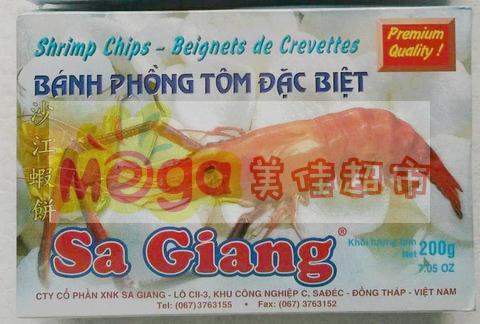 Shrimp Chips - Beignets de Crevettes
Premium
Quality !
BÁNH PHỒNG TÔM ĐẶC BIỆT
沙江蝦餅
Mega 美佳超市
Sa Giang®
Khối lượng tịnh
Net 200g
7.05 OZ
CTY CỔ PHẦN XNK SA GIANG - LÔ CII-3, KHU CÔNG NGHIỆP C, SAĐÉC - ĐỒNG THÁP - VIỆT NAM
Tel: (067)3763155 • Fax: (067) 3763152